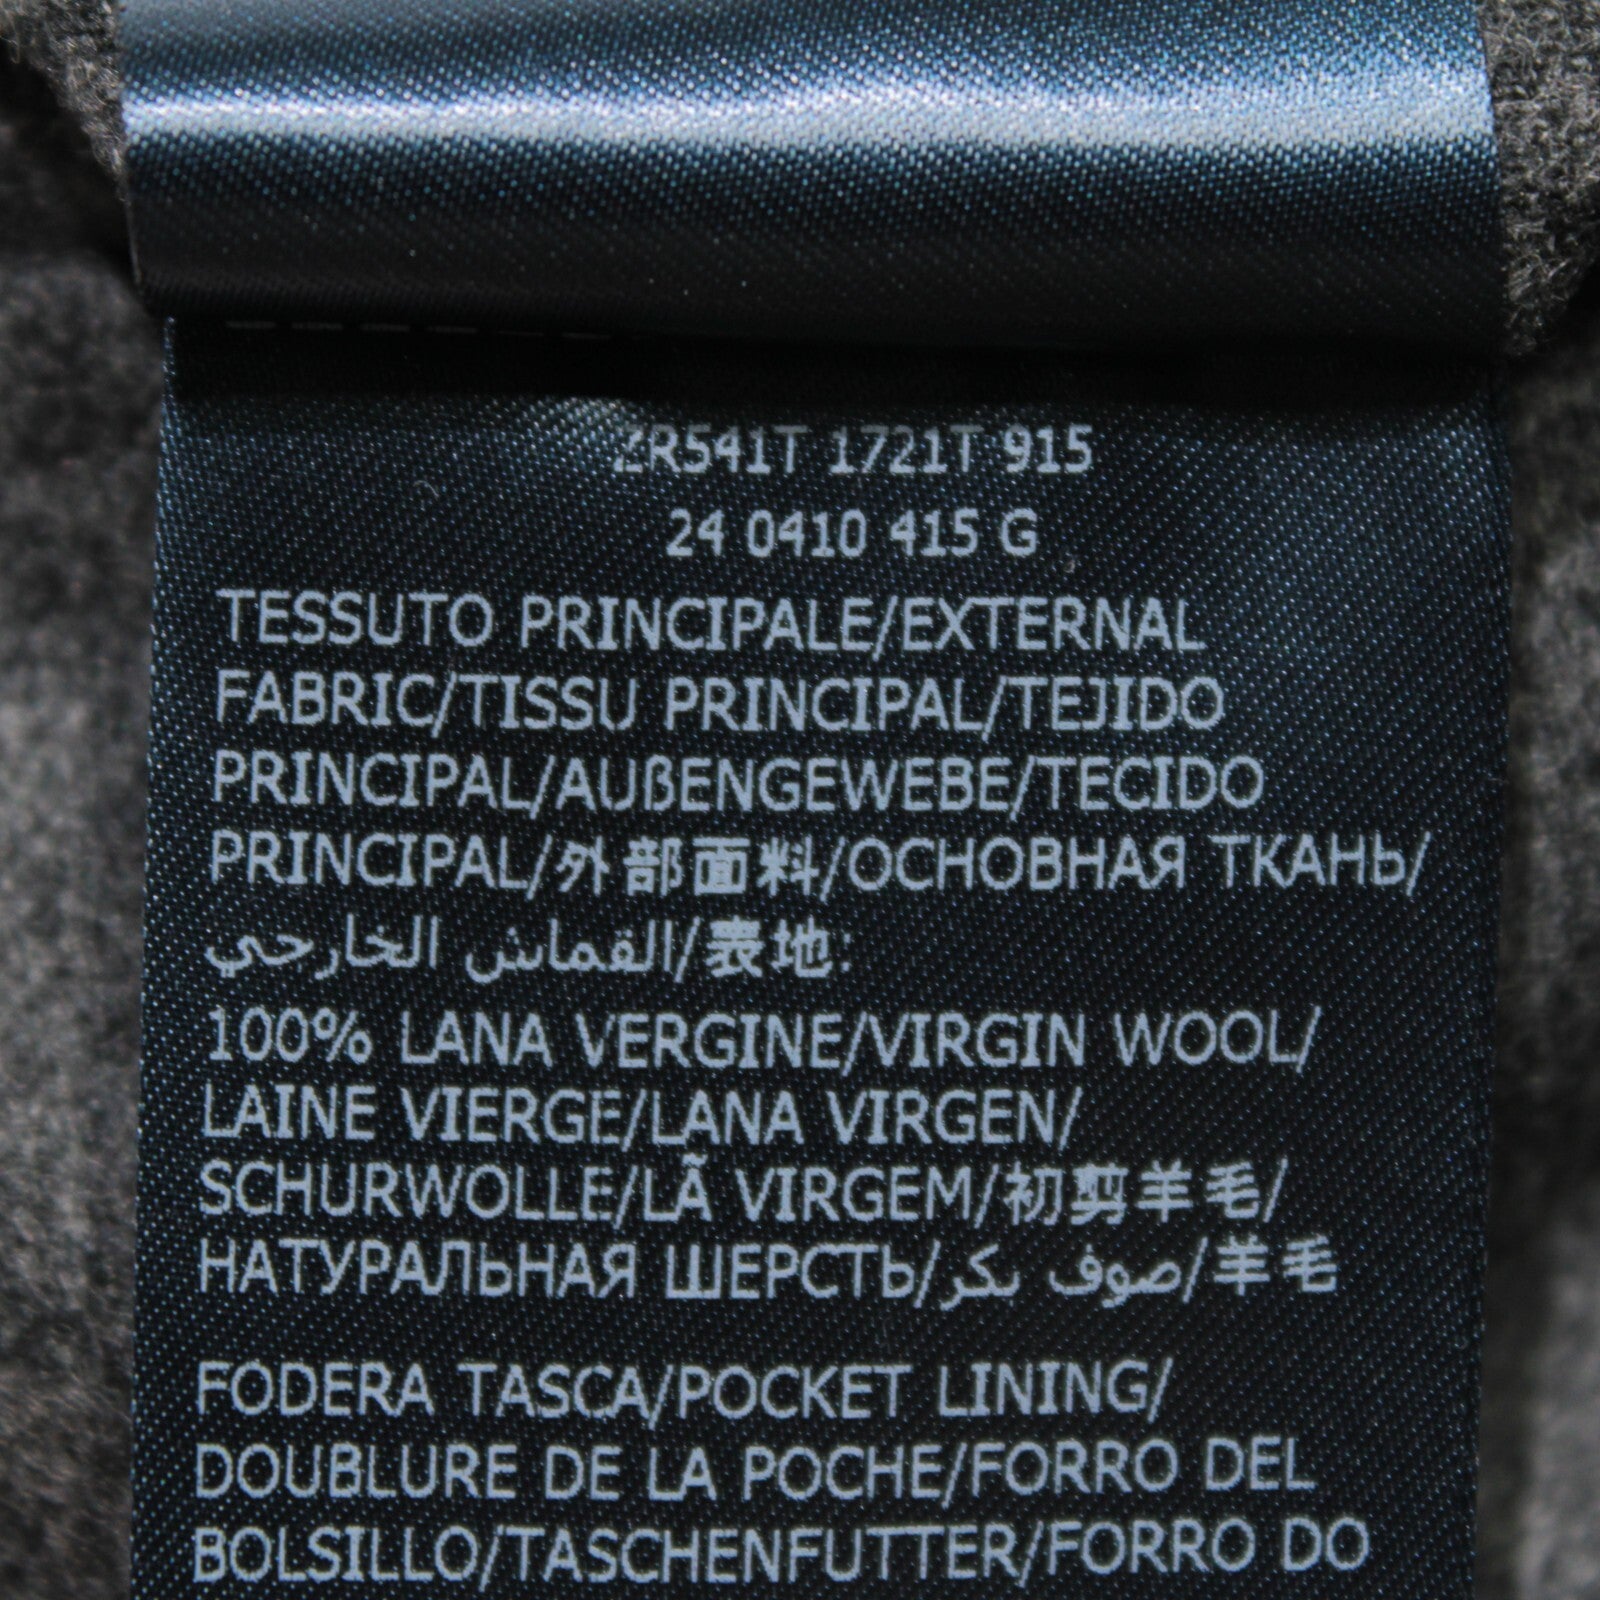 ZR541T 1721T 915
24 0410 415 G
TESSUTO PRINCIPALE/EXTERNAL
FABRIC/TISSU PRINCIPAL/TEJIDO
PRINCIPAL/AUßENGEWEBE/TECIDO
PRINCIPAL/外部面料/ОСНОВНАЯ ТКАНЬ/
القماش الخارجي/表地:
100% LANA VERGINE/VIRGIN WOOL/
LAINE VIERGE/LANA VIRGEN/
SCHURWOLLE/LÃ VIRGEM/初剪羊毛/
НАТУРАЛЬНАЯ ШЕРСТЬ/صوف بكر/羊毛
FODERA TASCA/POCKET LINING/
DOUBLURE DE LA POCHE/FORRO DEL
BOLSILLO/TASCHENFUTTER/FORRO DO